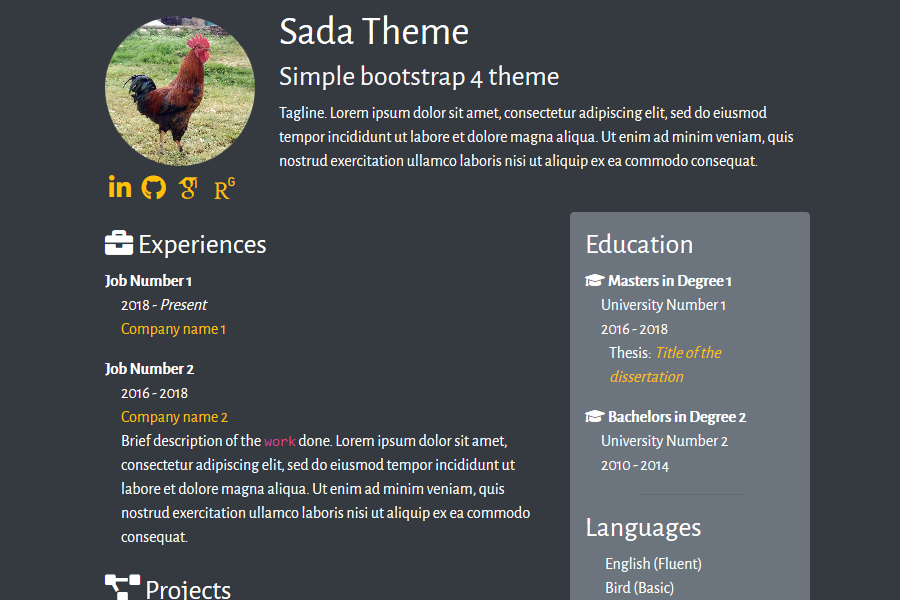 Sada Theme
Simple bootstrap 4 theme
Tagline. Lorem ipsum dolor sit amet, consectetur adipiscing elit, sed do eiusmod
tempor incididunt ut labore et dolore magna aliqua. Ut enim ad minim veniam, quis
nostrud exercitation ullamco laboris nisi ut aliquip ex ea commodo consequat.
Experiences
Job Number 1
2018 - Present
Company name 1
Job Number 2
2016 - 2018
Company name 2
Brief description of the work done. Lorem ipsum dolor sit amet,
consectetur adipiscing elit, sed do eiusmod tempor incididunt ut
labore et dolore magna aliqua. Ut enim ad minim veniam, quis
nostrud exercitation ullamco laboris nisi ut aliquip ex ea commodo
consequat.
Projects
Education
Masters in Degree 1
University Number 1
2016 - 2018
Thesis: Title of the
dissertation
Bachelors in Degree 2
University Number 2
2010 - 2014
Languages
English (Fluent)
Bird (Basic)